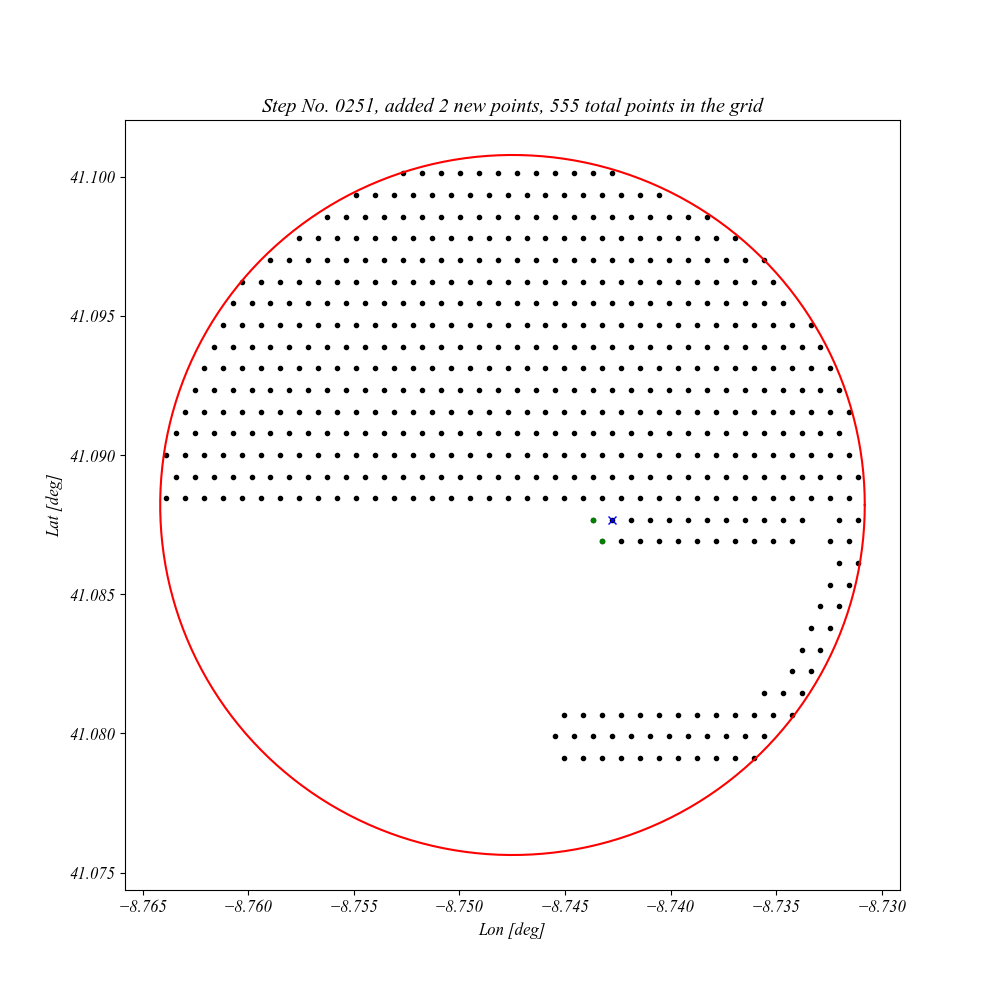 Step No. 0251, added 2 new points, 555 total points in the grid
41.100
41.095
41.090
41.085
41.080
41.075
Lat [deg]
−8.765 −8.760 −8.755 −8.750 −8.745 −8.740 −8.735 −8.730
Lon [deg]